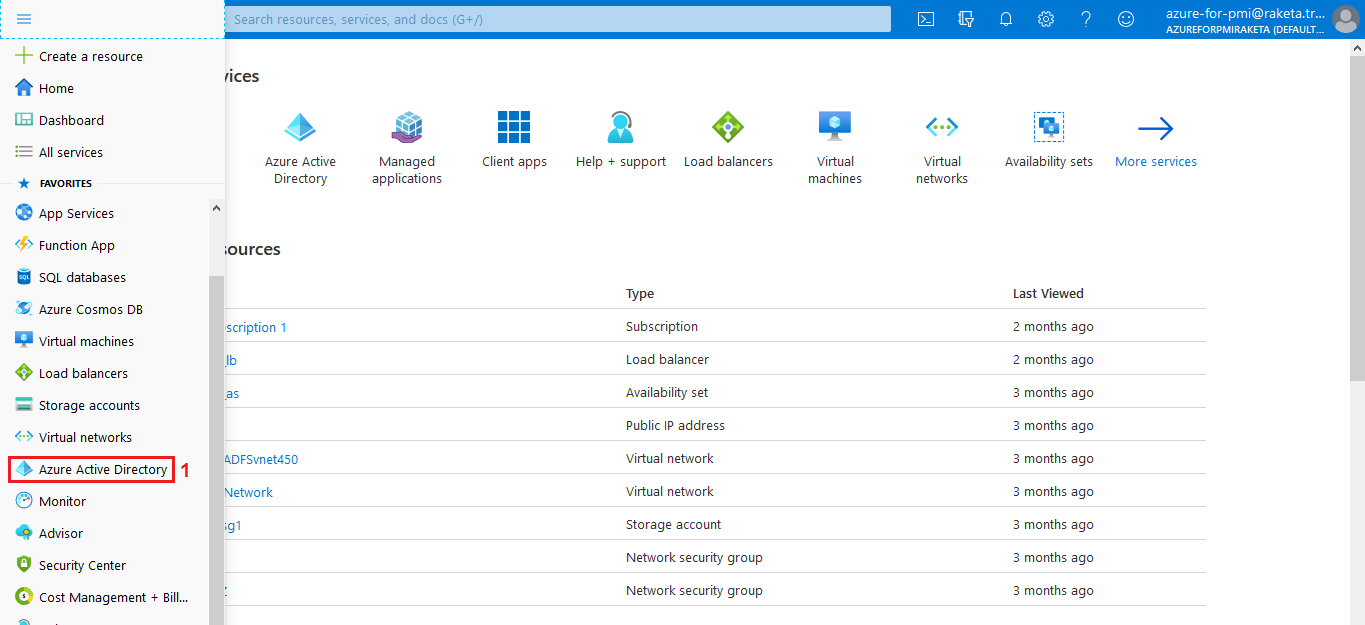 Search resources, services, and docs (G+/)
azure-for-pmi@raketa.tr...
AZUREFORPMIRAKETA (DEFAULT...
Create a resource
Home
Dashboard
All services
FAVORITES
App Services
Function App
SQL databases
Azure Cosmos DB
Virtual machines
Load balancers
Storage accounts
Virtual networks
Azure Active Directory 1
Monitor
Advisor
Security Center
Cost Management + Bill...
vices
Azure Active
Directory
Managed
applications
Client apps
Help + support
Load balancers
Virtual
machines
Virtual
networks
Availability sets
More services
sources
Type Last Viewed
scription 1 Subscription 2 months ago
_lb Load balancer 2 months ago
_as Availability set 3 months ago
Public IP address 3 months ago
ADFSvnet450 Virtual network 3 months ago
Network Virtual network 3 months ago
sg1 Storage account 3 months ago
Network security group 3 months ago
Network security group 3 months ago